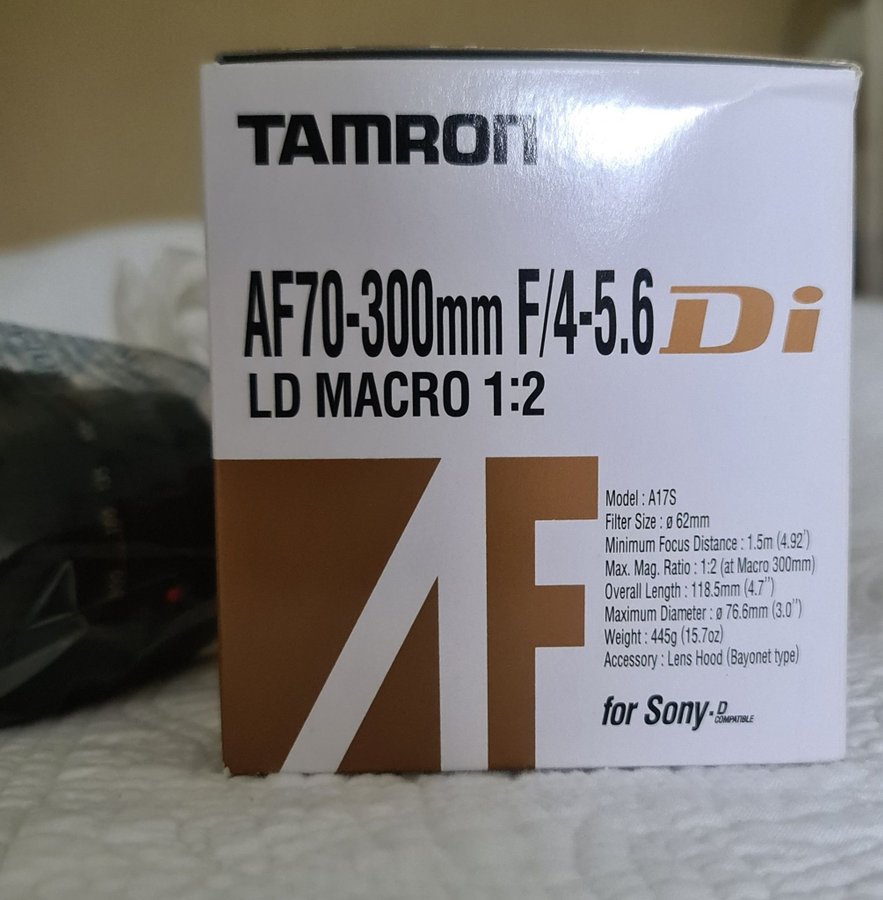 TAMRON
AF70-300mm F/4-5.6 Di
LD MACRO 1:2
AF
Model : A17S
Filter Size : ø 62mm
Minimum Focus Distance : 1.5m (4.92')
Max. Mag. Ratio : 1:2 (at Macro 300mm)
Overall Length : 118.5mm (4.7")
Maximum Diameter : ø 76.6mm (3.0")
Weight : 445g (15.7oz)
Accessory : Lens Hood (Bayonet type)
for Sony-D COMPATIBLE